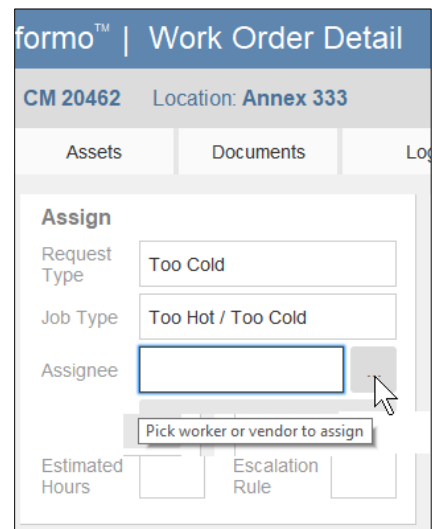 formo™ | Work Order Detail
CM 20462 Location: Annex 333
Assets Documents Log
Assign
Request
Type
Too Cold
Job Type Too Hot / Too Cold
Assignee ...
Pick worker or vendor to assign
Estimated
Hours
Escalation
Rule